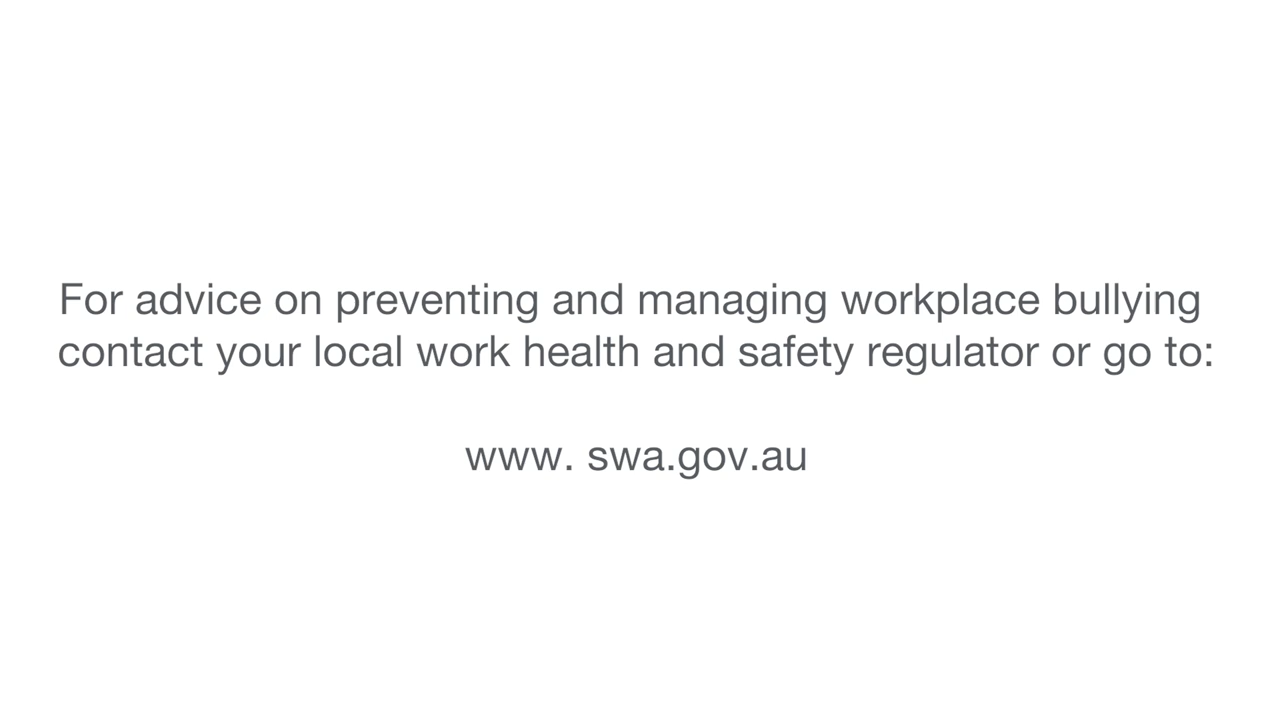 For advice on preventing and managing workplace bullying
contact your local work health and safety regulator or go to:
www. swa.gov.au